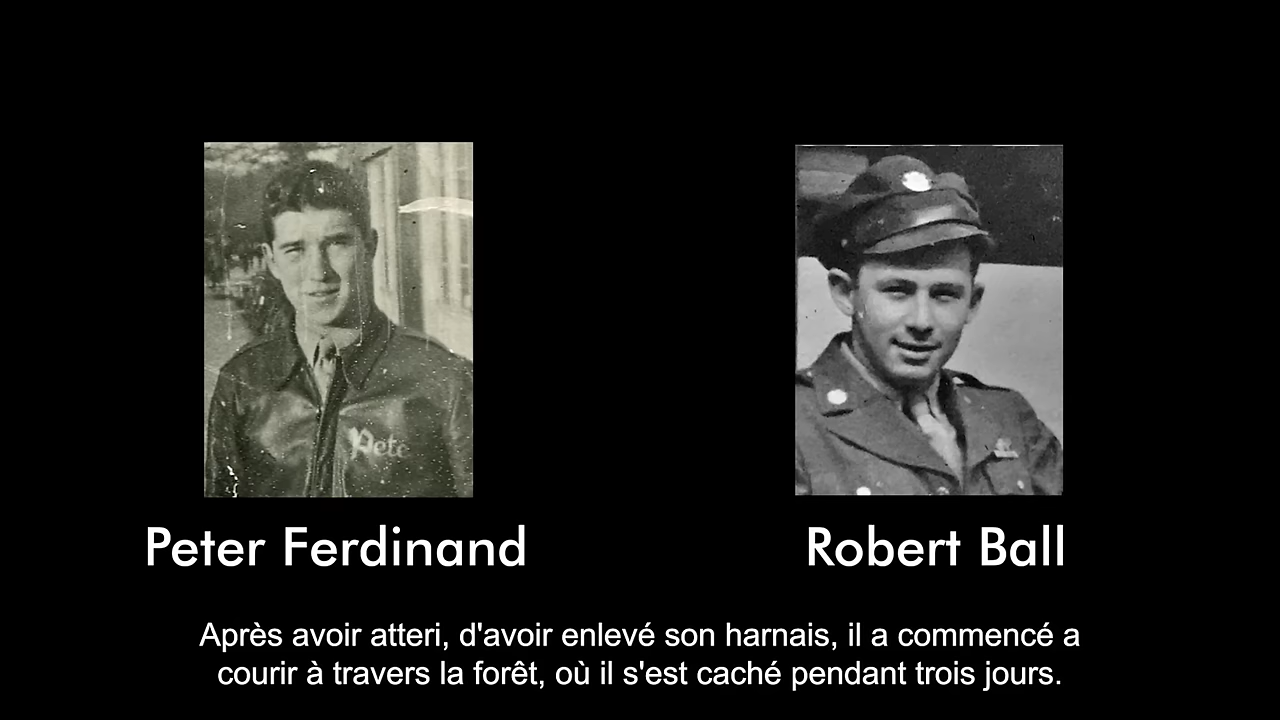 Pete
Peter Ferdinand
Robert Ball
Après avoir atteri, d'avoir enlevé son harnais, il a commencé a
courir à travers la forêt, où il s'est caché pendant trois jours.